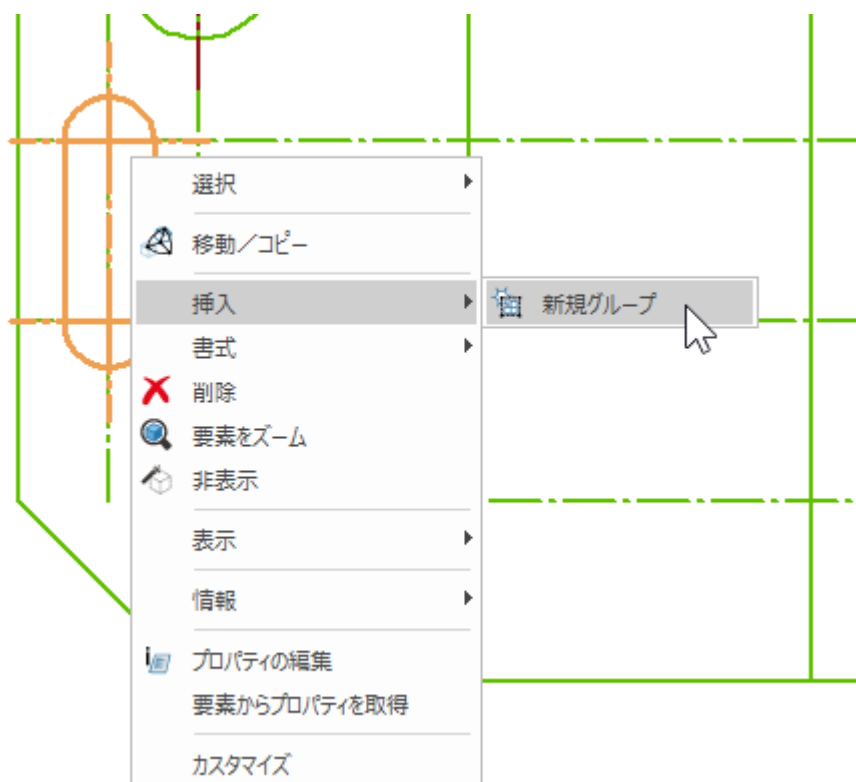 選択
移動／コピー
挿入
新規グループ
書式
削除
要素をズーム
非表示
表示
情報
プロパティの編集
要素からプロパティを取得
カスタマイズ